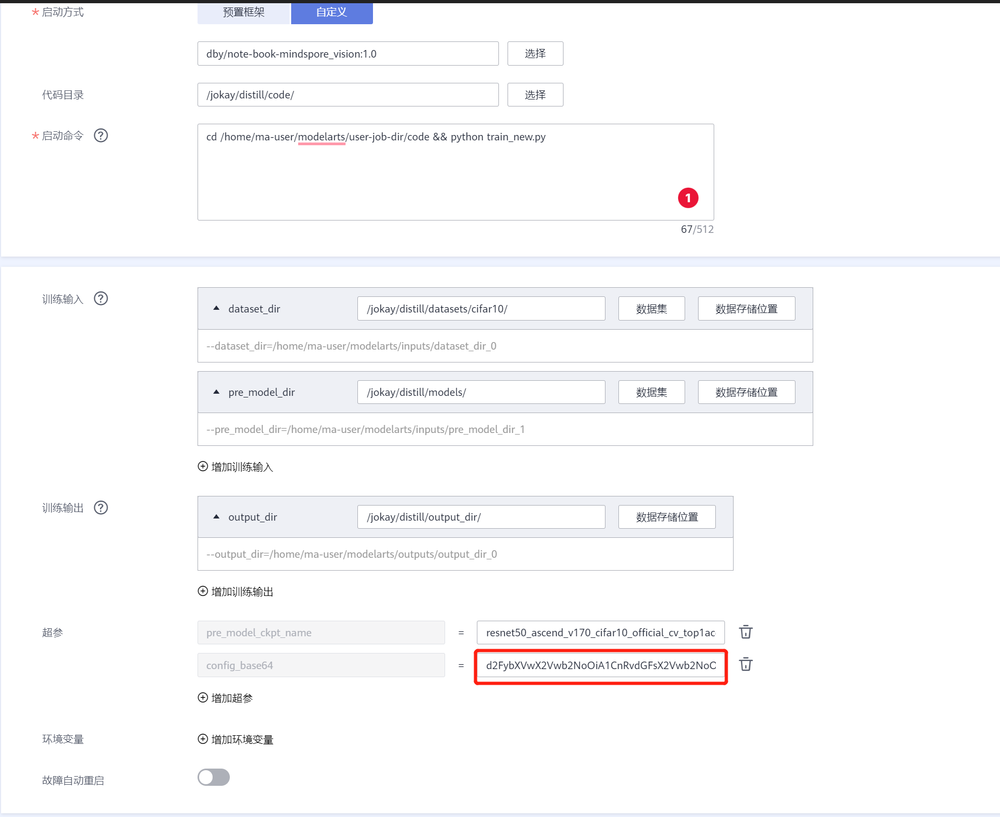 * 启动方式 预置框架 自定义
dby/note-book-mindspore_vision:1.0 选择
代码目录 /jokay/distill/code/ 选择
* 启动命令 ? cd /home/ma-user/modelarts/user-job-dir/code && python train_new.py
1
67/512
训练输入 ? dataset_dir /jokay/distill/datasets/cifar10/ 数据集 数据存储位置
--dataset_dir=/home/ma-user/modelarts/inputs/dataset_dir_0
pre_model_dir /jokay/distill/models/ 数据集 数据存储位置
--pre_model_dir=/home/ma-user/modelarts/inputs/pre_model_dir_1
增加训练输入
训练输出 ? output_dir /jokay/distill/output_dir/ 数据存储位置
--output_dir=/home/ma-user/modelarts/outputs/output_dir_0
增加训练输出
超参 pre_model_ckpt_name = resnet50_ascend_v170_cifar10_official_cv_top1ac
config_base64 = d2FybXVwX2Vwb2NoOiA1CnRvdGFsX2Vwb2NoO
增加超参
环境变量 增加环境变量
故障自动重启